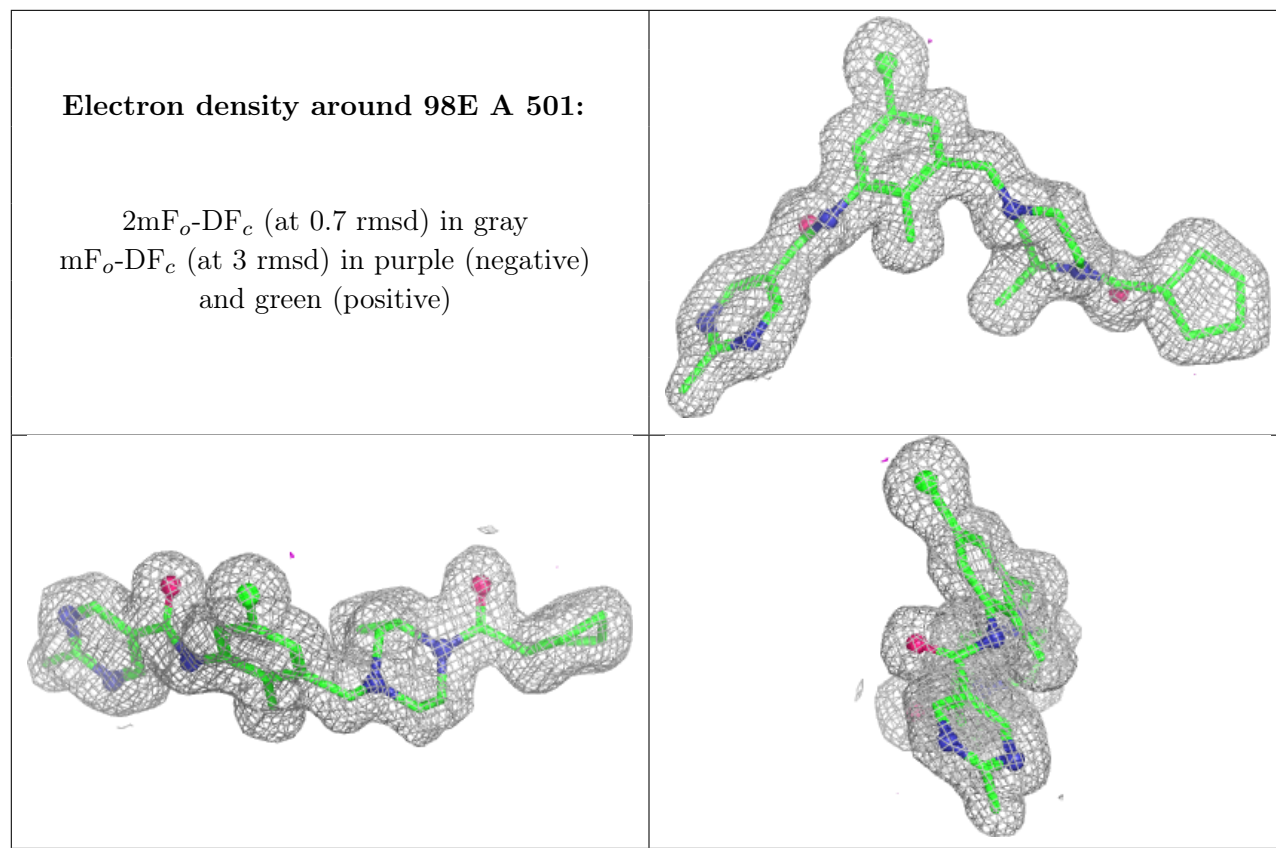 Electron density around 98E A 501:
2mFo-DFc (at 0.7 rmsd) in gray
mFo-DFc (at 3 rmsd) in purple (negative)
and green (positive)